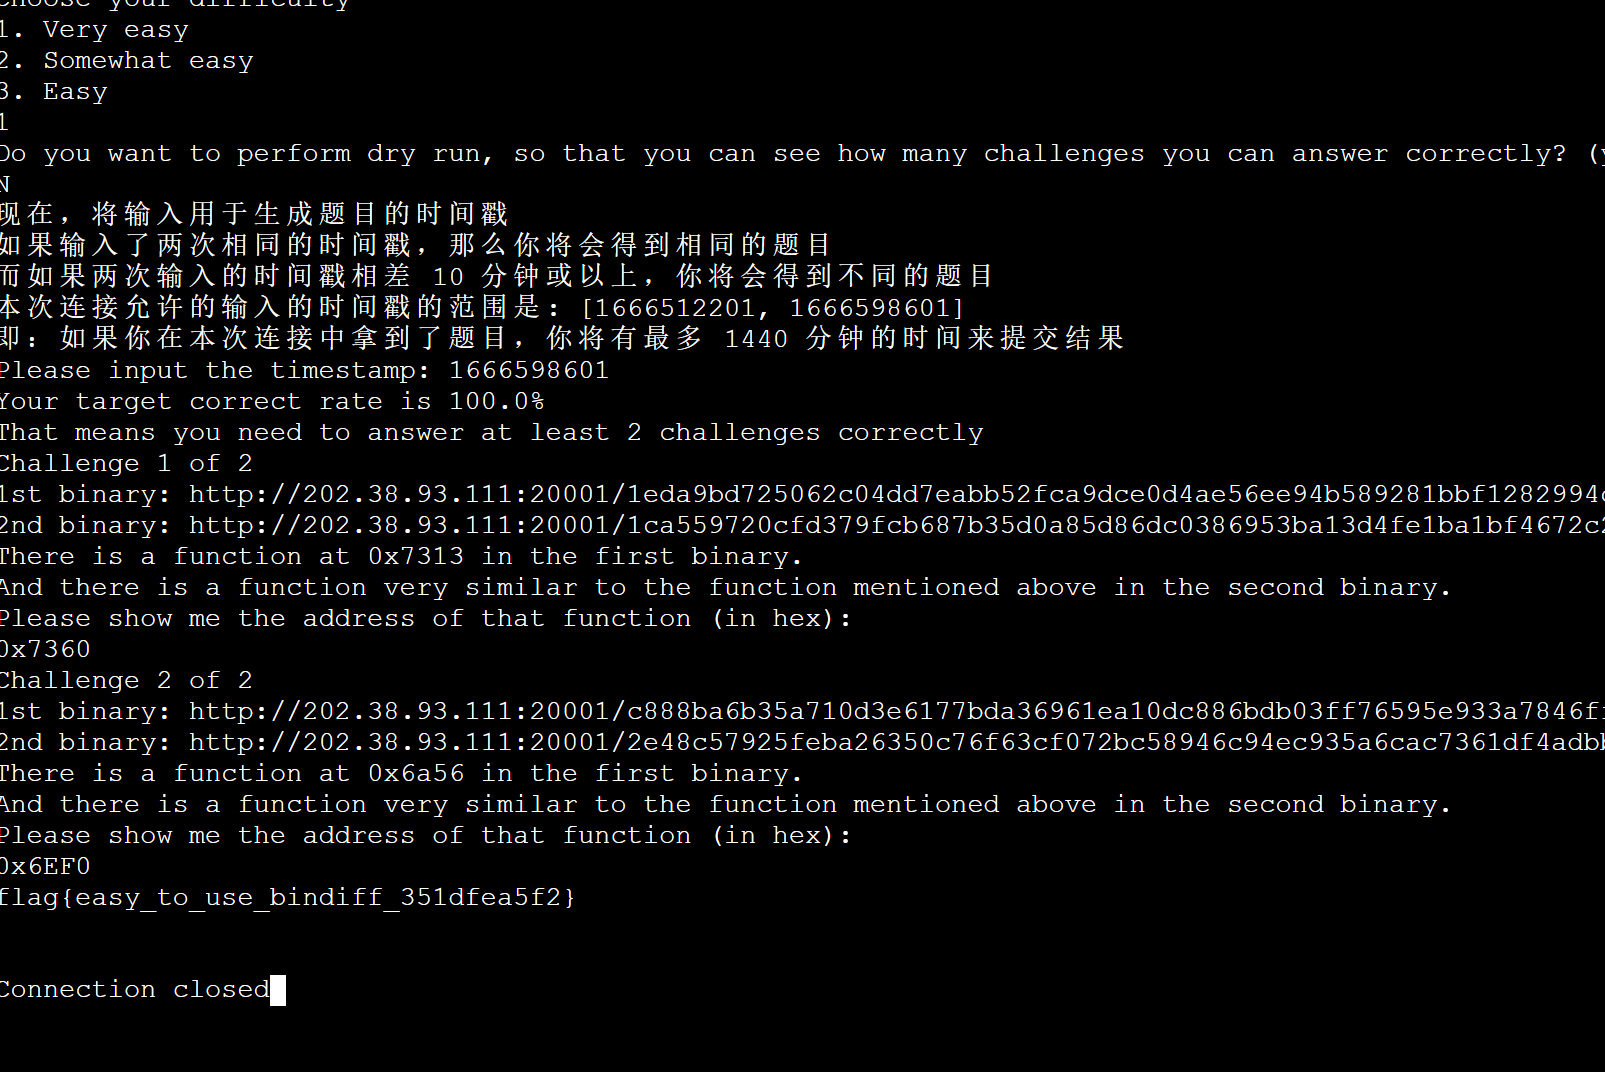 Choose your difficulty
1. Very easy
2. Somewhat easy
3. Easy
1
Do you want to perform dry run, so that you can see how many challenges you can answer correctly? (y
N
现在，将输入用于生成题目的时间戳
如果输入了两次相同的时间戳，那么你将会得到相同的题目
而如果两次输入的时间戳相差 10 分钟或以上，你将会得到不同的题目
本次连接允许的输入的时间戳的范围是：[1666512201, 1666598601]
即：如果你在本次连接中拿到了题目，你将有最多 1440 分钟的时间来提交结果
Please input the timestamp: 1666598601
Your target correct rate is 100.0%
That means you need to answer at least 2 challenges correctly
Challenge 1 of 2
1st binary: http://202.38.93.111:20001/1eda9bd725062c04dd7eabb52fca9dce0d4ae56ee94b589281bbf1282994c
2nd binary: http://202.38.93.111:20001/1ca559720cfd379fcb687b35d0a85d86dc0386953ba13d4fe1ba1bf4672c2
There is a function at 0x7313 in the first binary.
And there is a function very similar to the function mentioned above in the second binary.
Please show me the address of that function (in hex):
0x7360
Challenge 2 of 2
1st binary: http://202.38.93.111:20001/c888ba6b35a710d3e6177bda36961ea10dc886bdb03ff76595e933a7846ff
2nd binary: http://202.38.93.111:20001/2e48c57925feba26350c76f63cf072bc58946c94ec935a6cac7361df4adbb
There is a function at 0x6a56 in the first binary.
And there is a function very similar to the function mentioned above in the second binary.
Please show me the address of that function (in hex):
0x6EF0
flag{easy_to_use_bindiff_351dfea5f2}
Connection closed